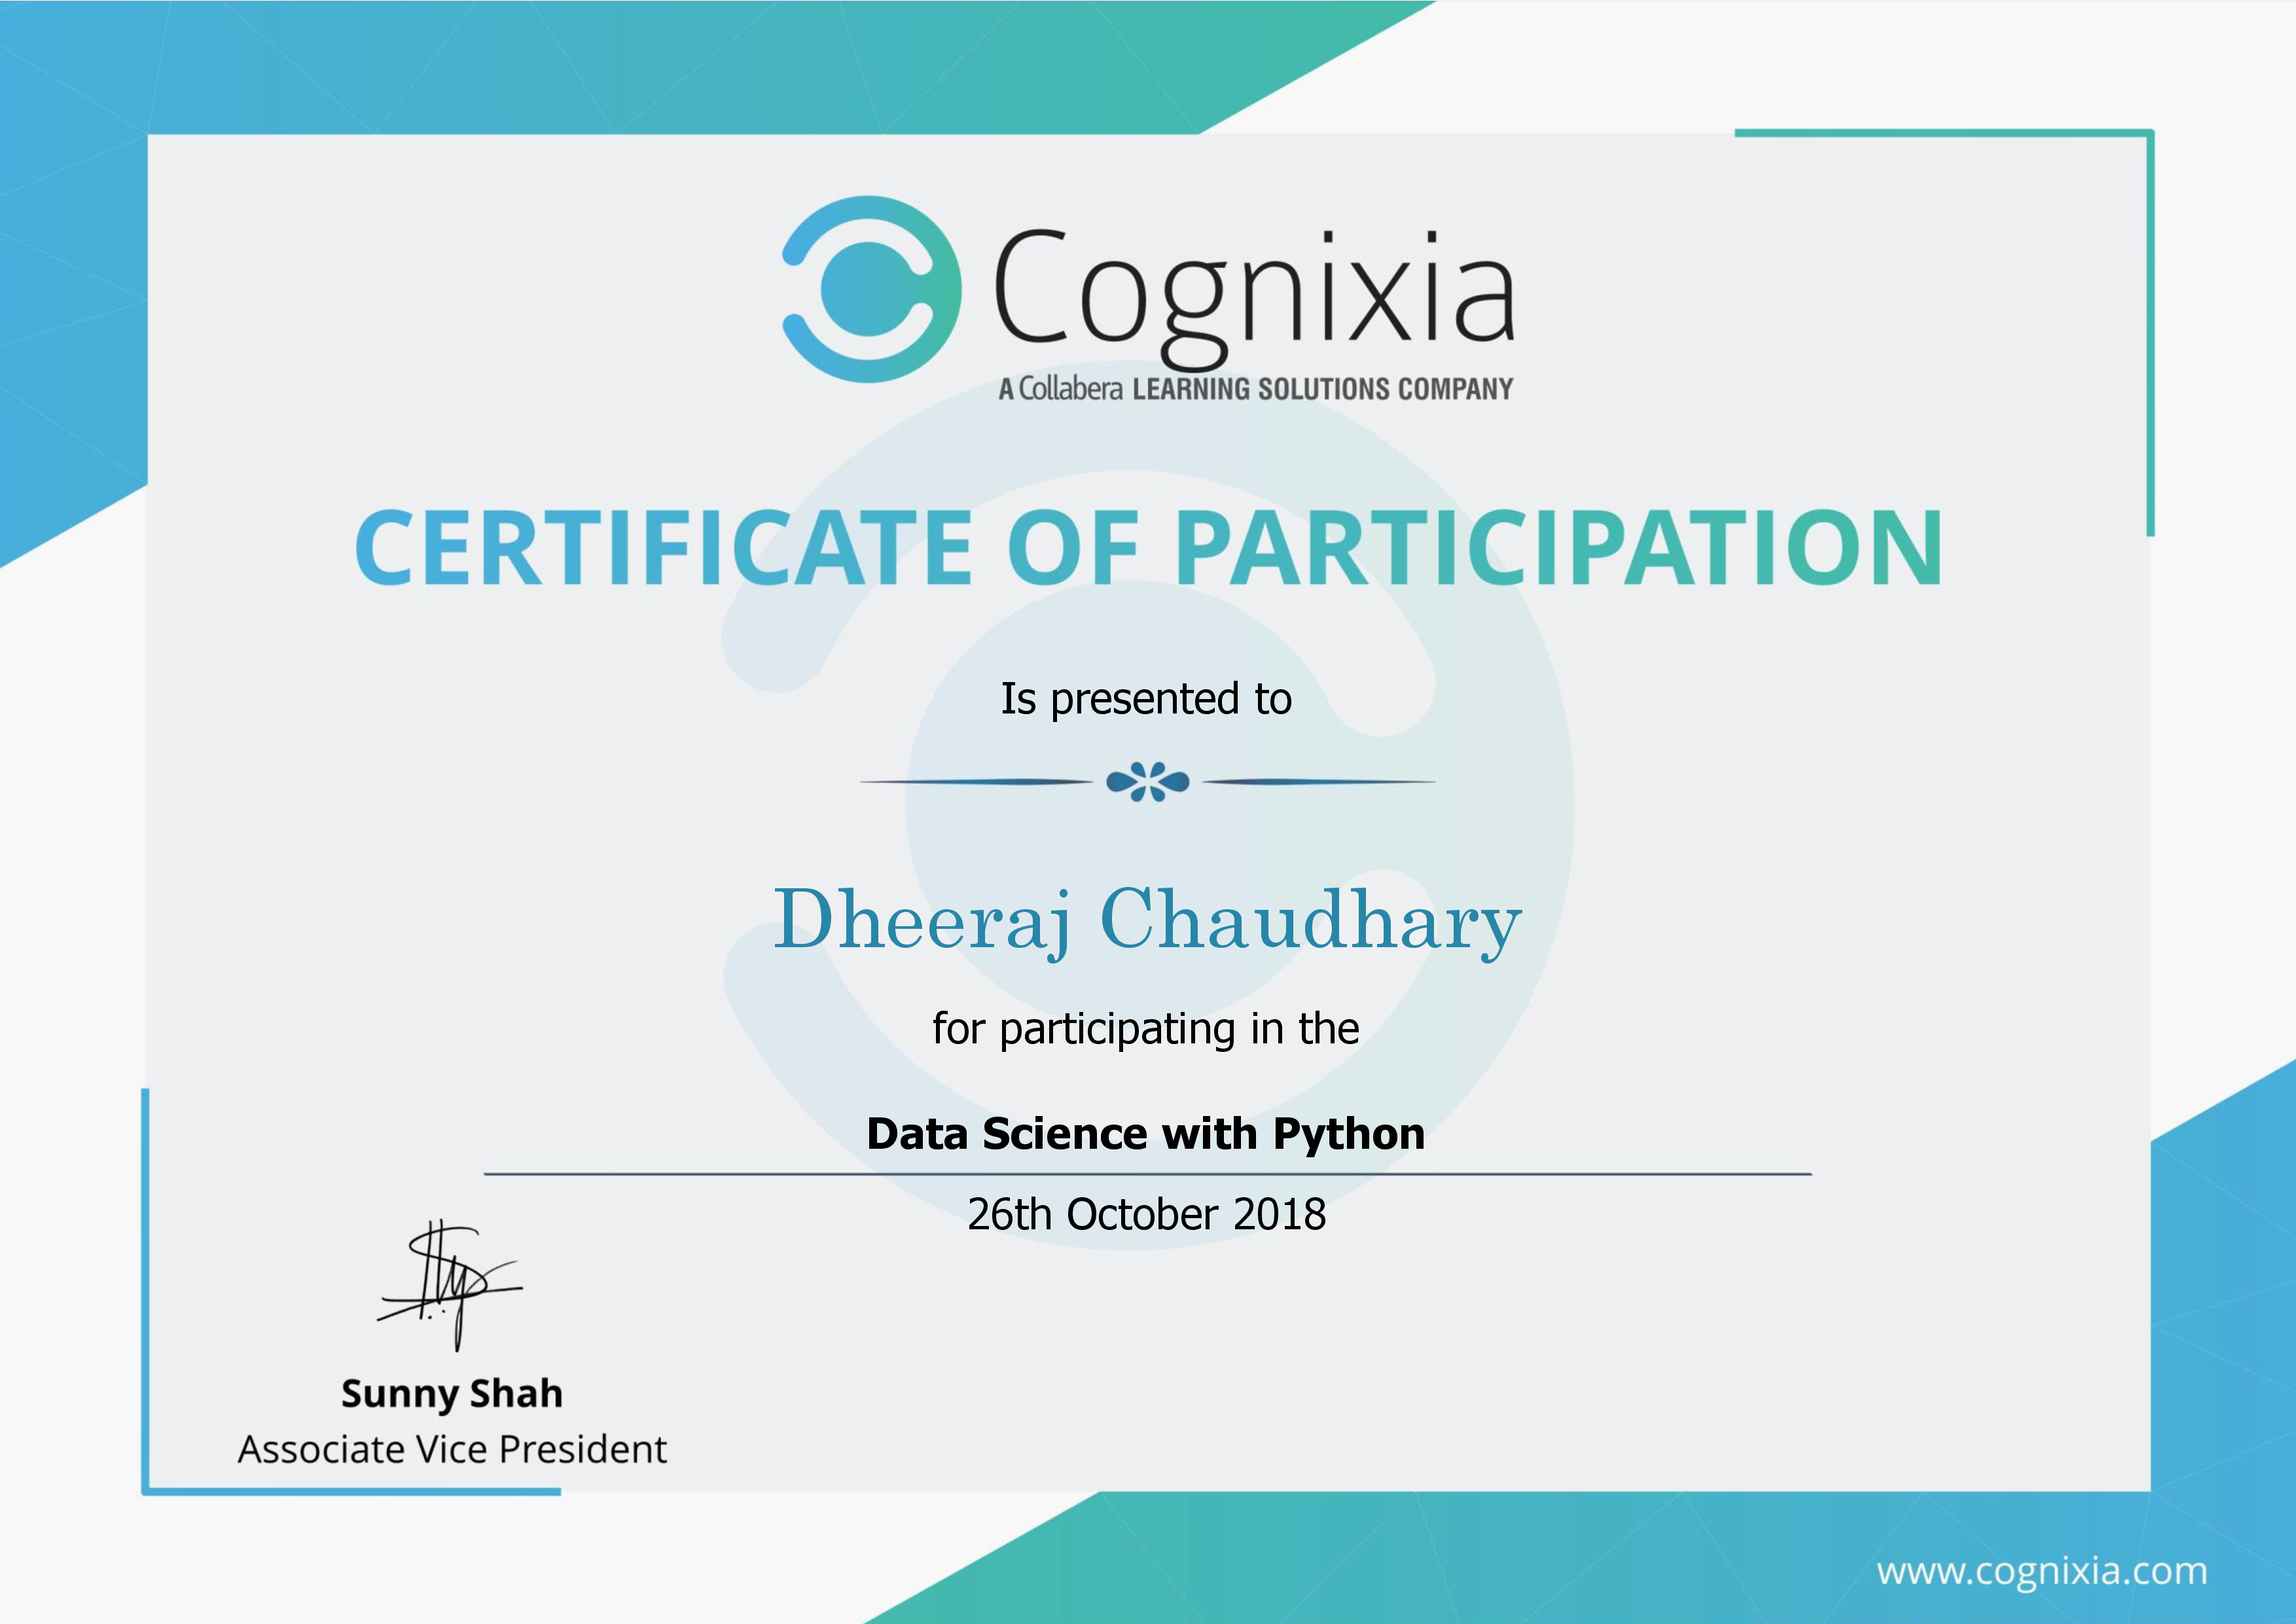 Cognixia
A Collabera LEARNING SOLUTIONS COMPANY
CERTIFICATE OF PARTICIPATION
Is presented to
Dheeraj Chaudhary
for participating in the
Data Science with Python
26th October 2018
Sunny Shah
Associate Vice President
www.cognixia.com